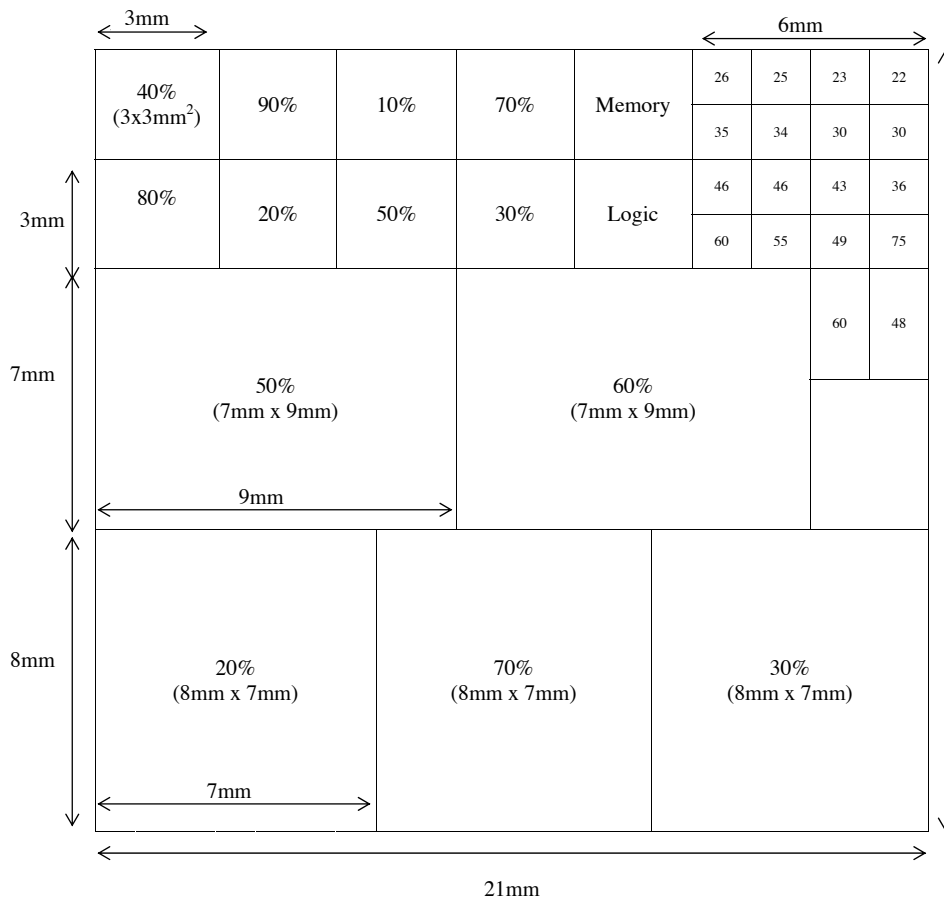 3mm
6mm
40%
(3x3mm²)
90%
10%
70%
Memory
26
25
23
22
35
34
30
30
3mm
80%
20%
50%
30%
Logic
46
46
43
36
60
55
49
75
7mm
50%
(7mm x 9mm)
60%
(7mm x 9mm)
60
48
9mm
8mm
20%
(8mm x 7mm)
70%
(8mm x 7mm)
30%
(8mm x 7mm)
7mm
21mm